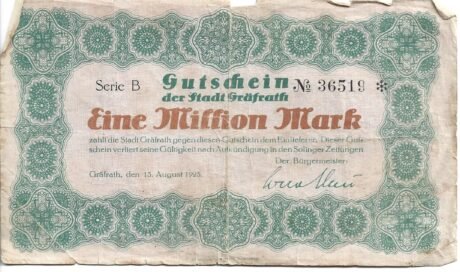 Serie B Gutschein № 36519 *
der Stadt Gräfrath
Eine Million Mark
zahlt die Stadt Gräfrath gegen diesen Gutschein dem Einlieferer. Dieser Gut-
schein verliert seine Gültigkeit nach Aufkündigung in den Solinger Zeitungen
Der Bürgermeister:
Gräfrath, den 15. August 1923.